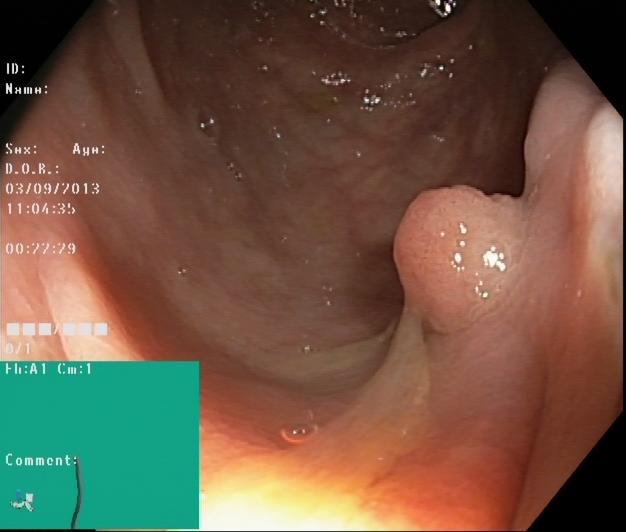 ID:
Name:
Sex: Age:
D.O.B.:
03/09/2013
11:04:35
00:22:29
/
0/1
Eh:A1 Cm:1
Comment: